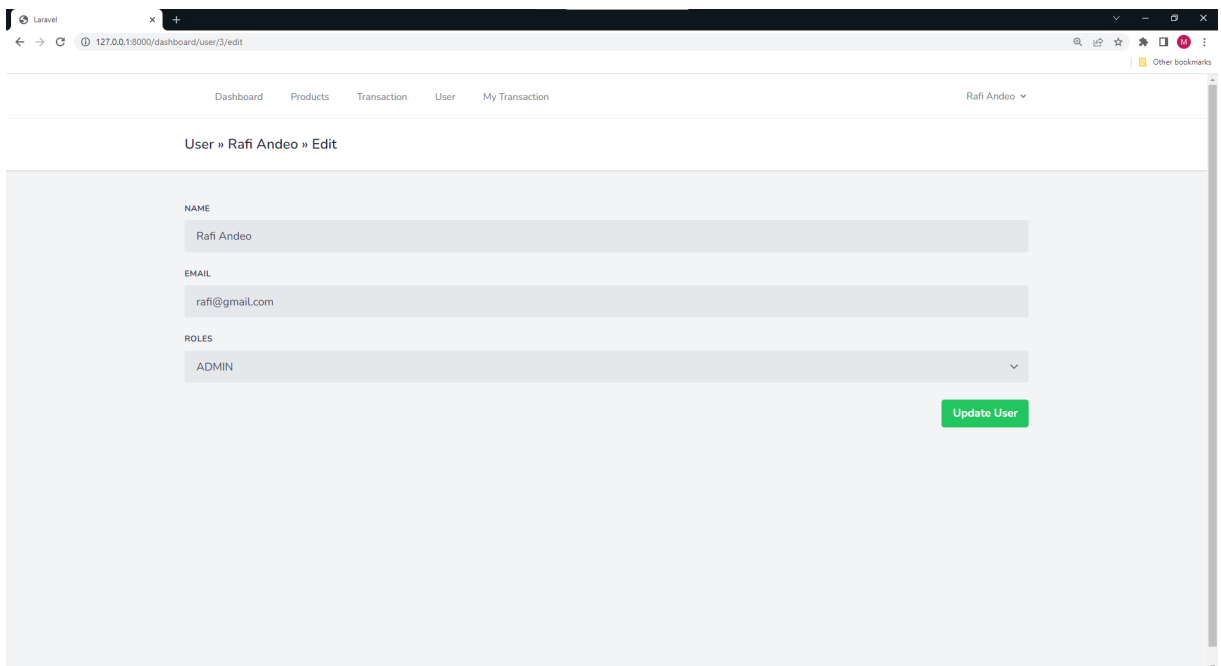 Laravel
127.0.0.1:8000/dashboard/user/3/edit
M
Other bookmarks
Dashboard Products Transaction User My Transaction Rafi Andeo
User » Rafi Andeo » Edit
NAME
Rafi Andeo
EMAIL
rafi@gmail.com
ROLES
ADMIN
Update User